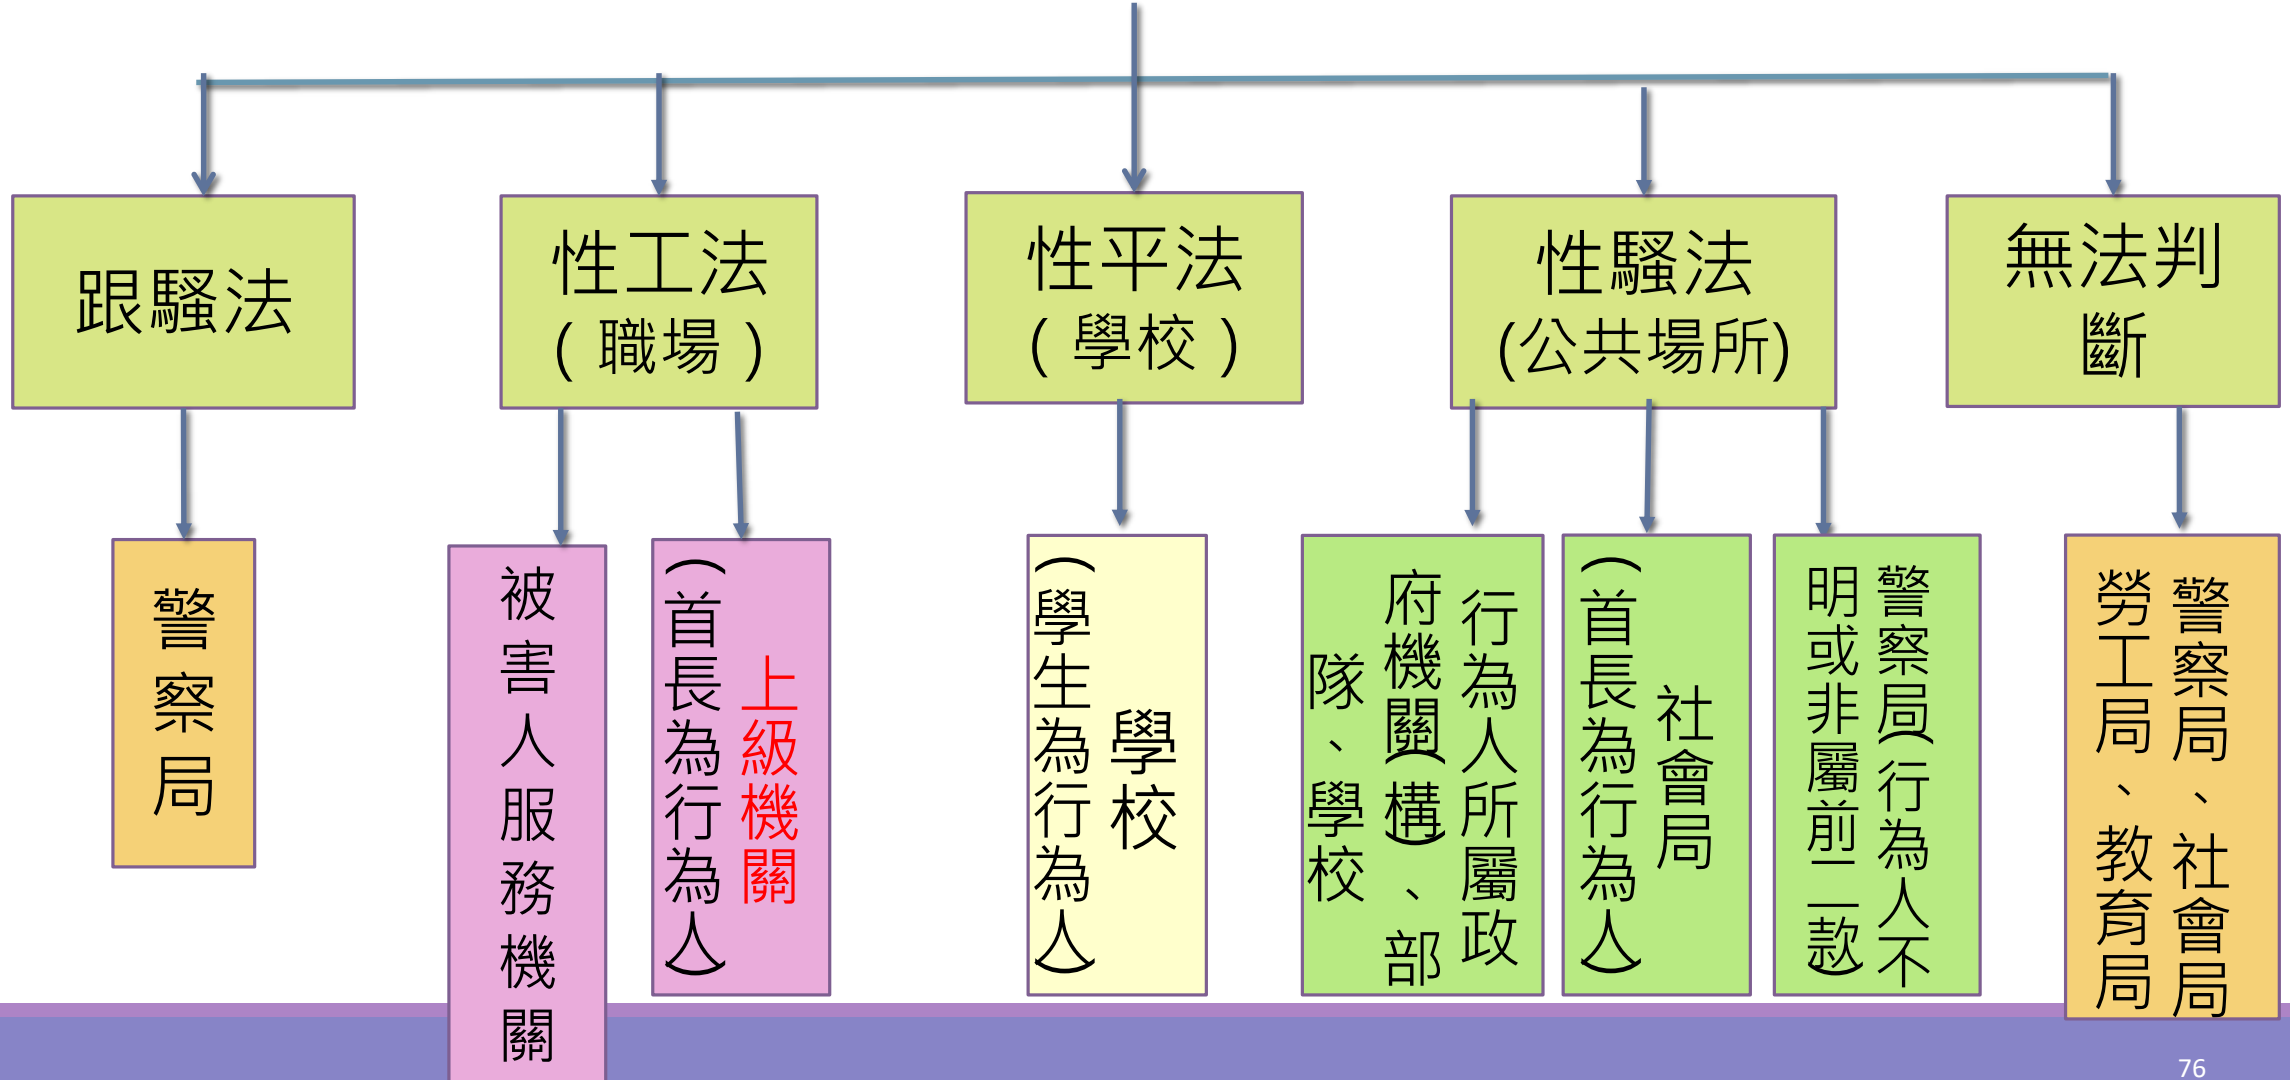 跟騷法
性工法
( 職場 )
性平法
( 學校 )
性騷法
(公共場所)
無法判
斷
警察局
被害人服務機關
上級機關
(首長為行為人)
學校
(學生為行為人)
行為人所屬政
府機關(構)、部
隊、學校
社會局
(首長為行為人)
警察局(行為人不
明或非屬前二款)
警察局、社會局
勞工局、教育局
76